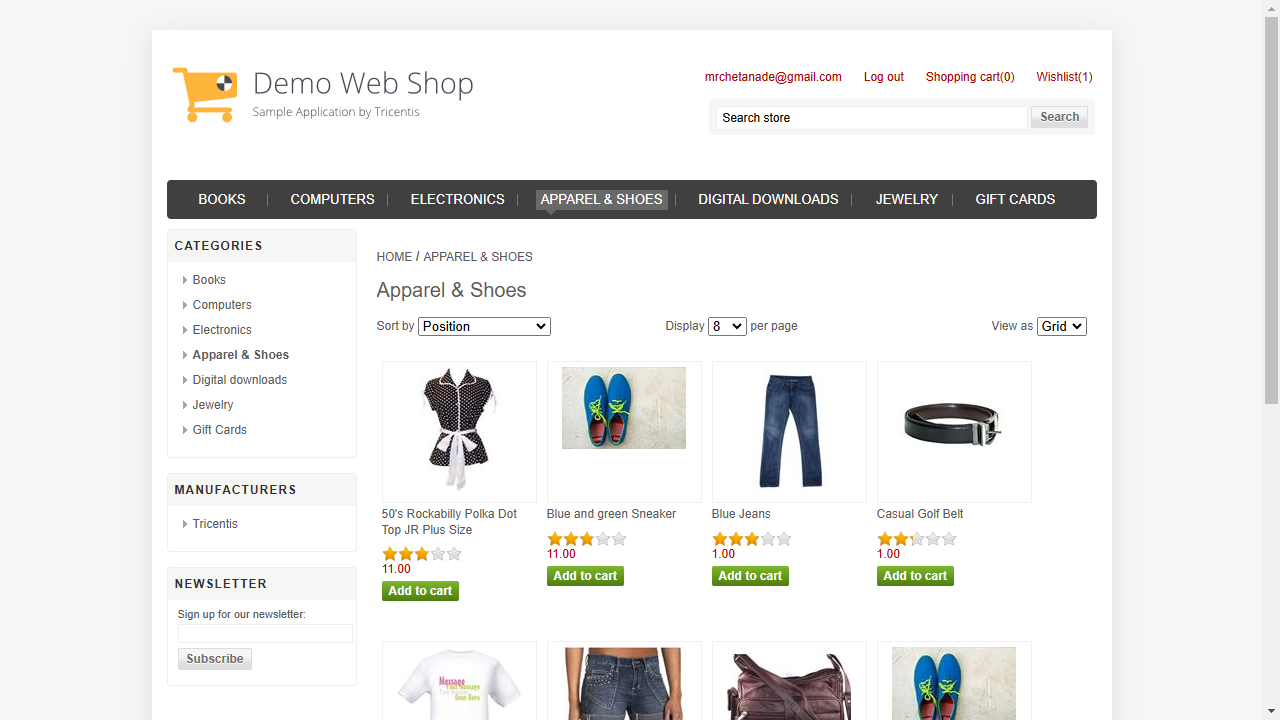 Demo Web Shop
Sample Application by Tricentis
mrchetanade@gmail.com Log out Shopping cart(0) Wishlist(1)
Search store Search
BOOKS COMPUTERS ELECTRONICS APPAREL & SHOES DIGITAL DOWNLOADS JEWELRY GIFT CARDS
CATEGORIES
Books
Computers
Electronics
Apparel & Shoes
Digital downloads
Jewelry
Gift Cards
MANUFACTURERS
Tricentis
NEWSLETTER
Sign up for our newsletter:
Subscribe
HOME / APPAREL & SHOES
Apparel & Shoes
Sort by Position Display 8 per page View as Grid
50's Rockabilly Polka Dot
Top JR Plus Size
11.00
Add to cart
Blue and green Sneaker
11.00
Add to cart
Blue Jeans
1.00
Add to cart
Casual Golf Belt
1.00
Add to cart
Message
Your Message
Your Message
Goes Here